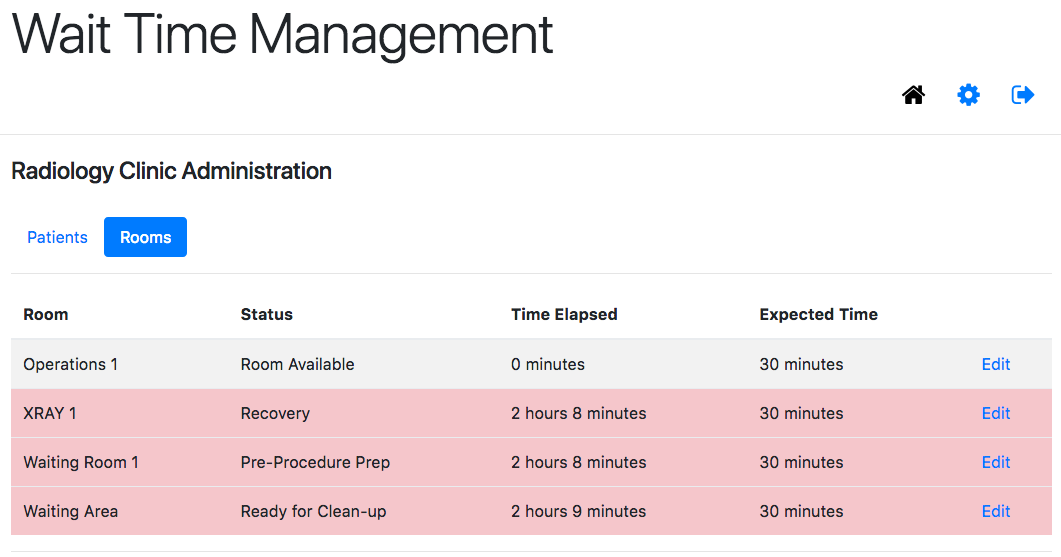 Wait Time Management
Radiology Clinic Administration
Patients Rooms
Room Status Time Elapsed Expected Time
Operations 1 Room Available 0 minutes 30 minutes Edit
XRAY 1 Recovery 2 hours 8 minutes 30 minutes Edit
Waiting Room 1 Pre-Procedure Prep 2 hours 8 minutes 30 minutes Edit
Waiting Area Ready for Clean-up 2 hours 9 minutes 30 minutes Edit